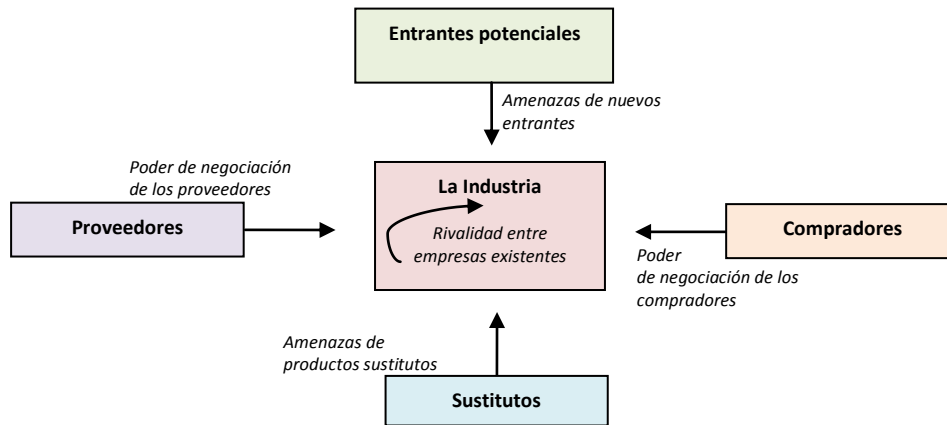 Entrantes potenciales
Amenazas de nuevos
entrantes
Poder de negociación
de los proveedores
Proveedores
La Industria
Rivalidad entre
empresas existentes
Compradores
Poder
de negociación de los
compradores
Amenazas de
productos sustitutos
Sustitutos